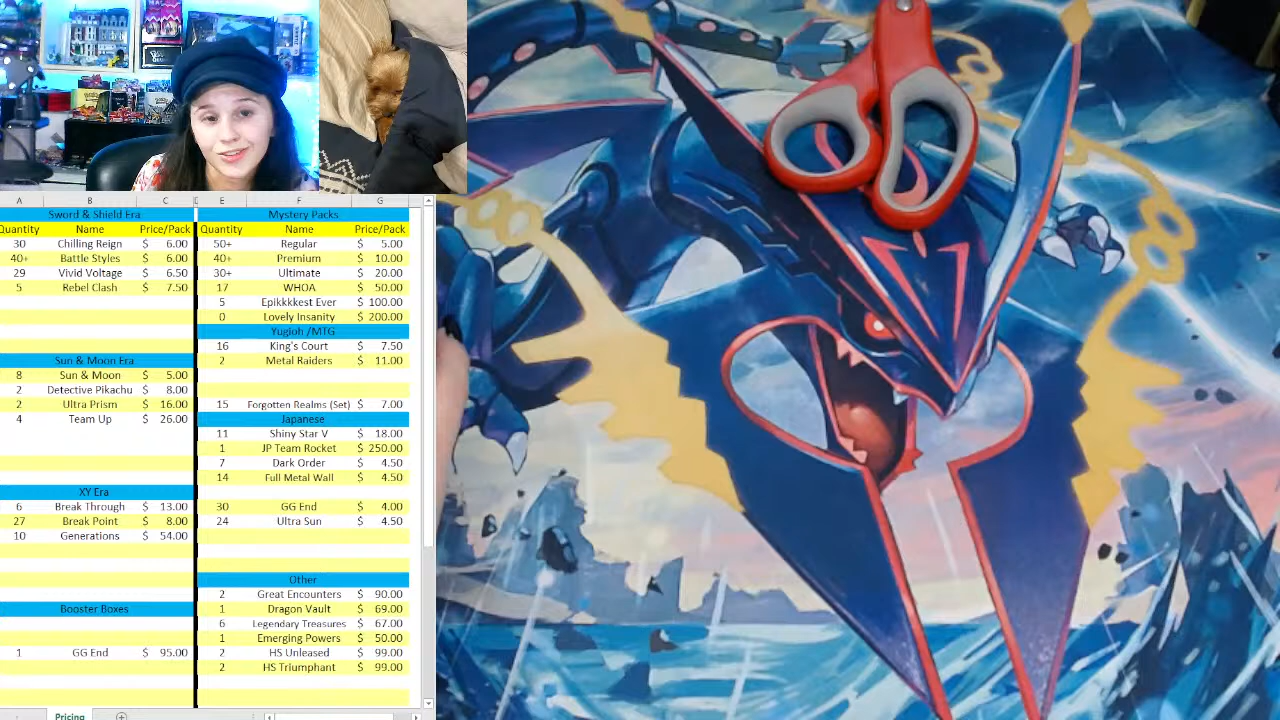 A B C E F G
Sword & Shield Era
Quantity Name Price/Pack
30 Chilling Reign $ 6.00
40+ Battle Styles $ 6.00
29 Vivid Voltage $ 6.50
5 Rebel Clash $ 7.50
Sun & Moon Era
8 Sun & Moon $ 5.00
2 Detective Pikachu $ 8.00
2 Ultra Prism $ 16.00
4 Team Up $ 26.00
XY Era
6 Break Through $ 13.00
27 Break Point $ 8.00
10 Generations $ 54.00
Booster Boxes
1 GG End $ 95.00
Mystery Packs
Quantity Name Price/Pack
50+ Regular $ 5.00
40+ Premium $ 10.00
30+ Ultimate $ 20.00
17 WHOA $ 50.00
5 Epikkkkest Ever $ 100.00
0 Lovely Insanity $ 200.00
Yugioh /MTG
16 King's Court $ 7.50
2 Metal Raiders $ 11.00
15 Forgotten Realms (Set) $ 7.00
Japanese
11 Shiny Star V $ 18.00
1 JP Team Rocket $ 250.00
7 Dark Order $ 4.50
14 Full Metal Wall $ 4.50
30 GG End $ 4.00
24 Ultra Sun $ 4.50
Other
2 Great Encounters $ 90.00
1 Dragon Vault $ 69.00
6 Legendary Treasures $ 67.00
1 Emerging Powers $ 50.00
2 HS Unleased $ 99.00
2 HS Triumphant $ 99.00
Pricing